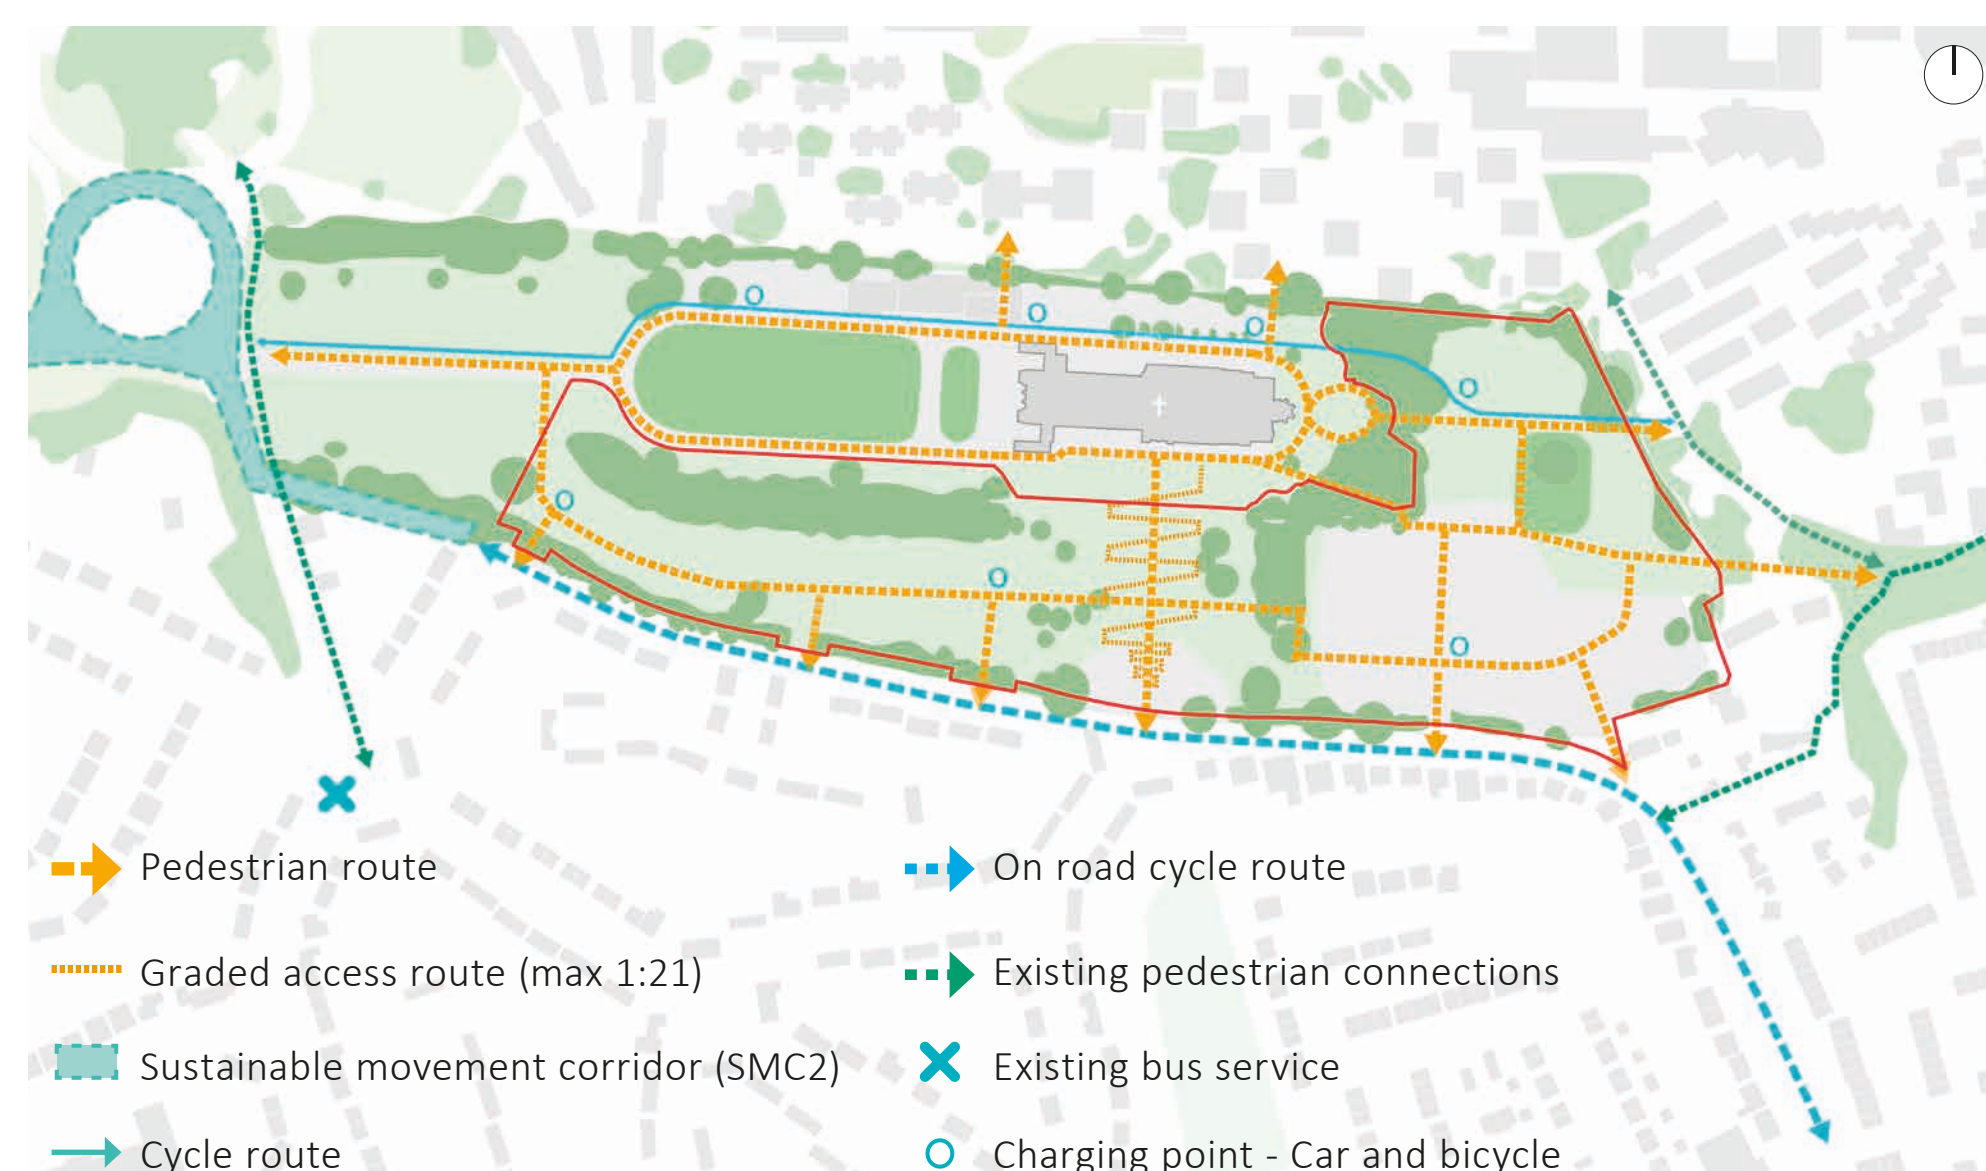 Pedestrian route
On road cycle route
Graded access route (max 1:21)
Existing pedestrian connections
Sustainable movement corridor (SMC2)
Existing bus service
Cycle route
Charging point - Car and bicycle